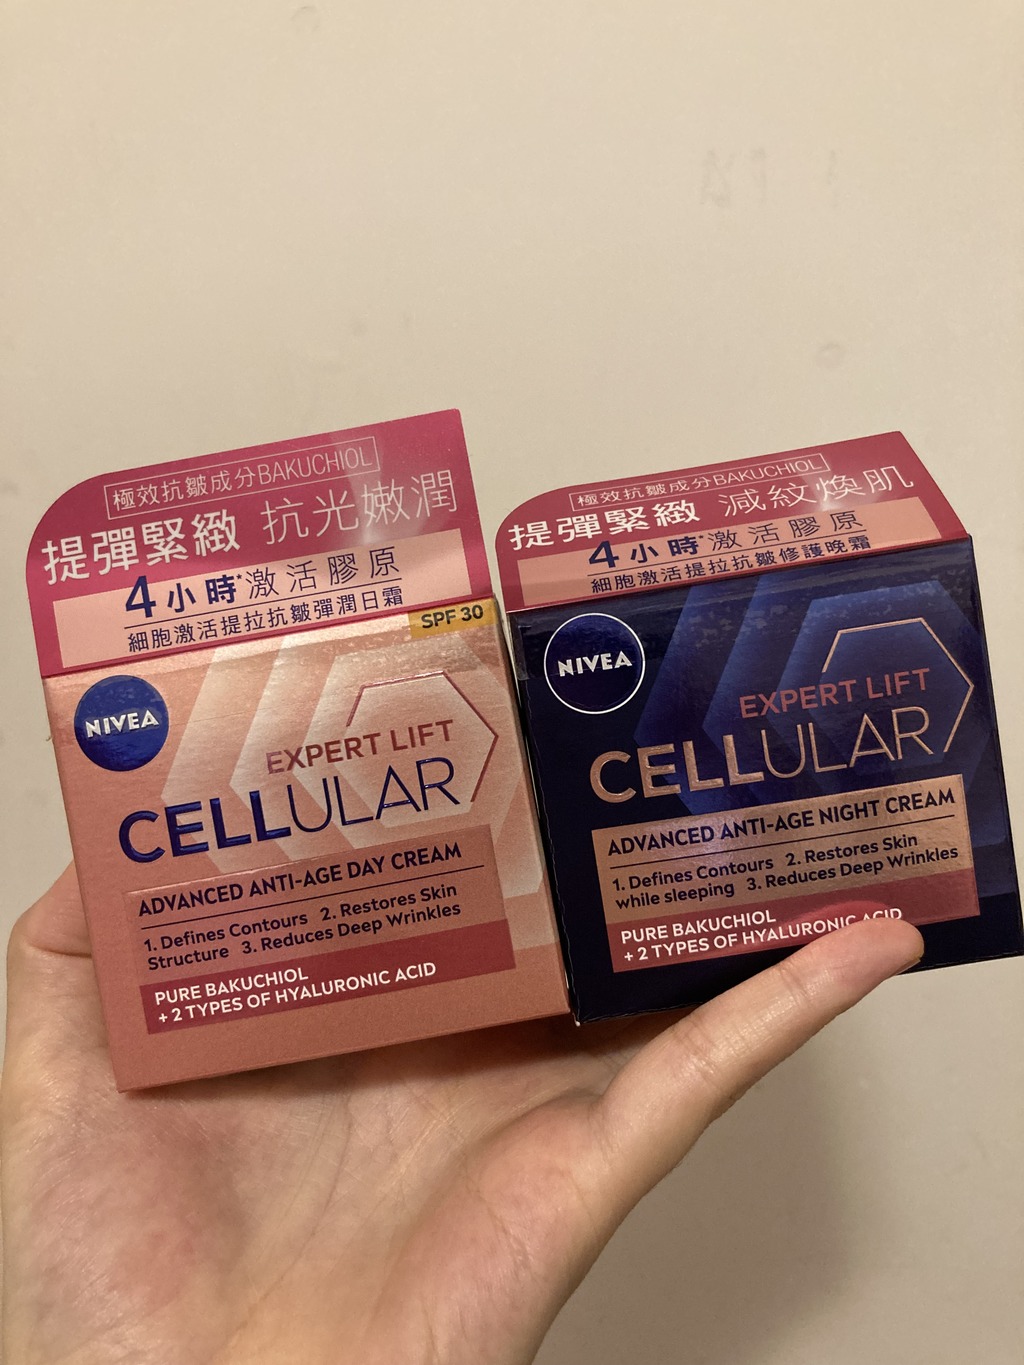 極效抗皺成分BAKUCHIOL
提彈緊緻 抗光嫩潤
4小時*激活膠原
細胞激活提拉抗皺彈潤日霜
SPF 30
NIVEA
EXPERT LIFT
CELLULAR
ADVANCED ANTI-AGE DAY CREAM
1. Defines Contours 2. Restores Skin
Structure 3. Reduces Deep Wrinkles
PURE BAKUCHIOL
+ 2 TYPES OF HYALURONIC ACID
極效抗皺成分BAKUCHIOL
提彈緊緻 減紋煥肌
4小時*激活膠原
細胞激活提拉抗皺修護晚霜
NIVEA
EXPERT LIFT
CELLULAR
ADVANCED ANTI-AGE NIGHT CREAM
1. Defines Contours 2. Restores Skin
while sleeping 3. Reduces Deep Wrinkles
PURE BAKUCHIOL
+ 2 TYPES OF HYALURONIC ACID